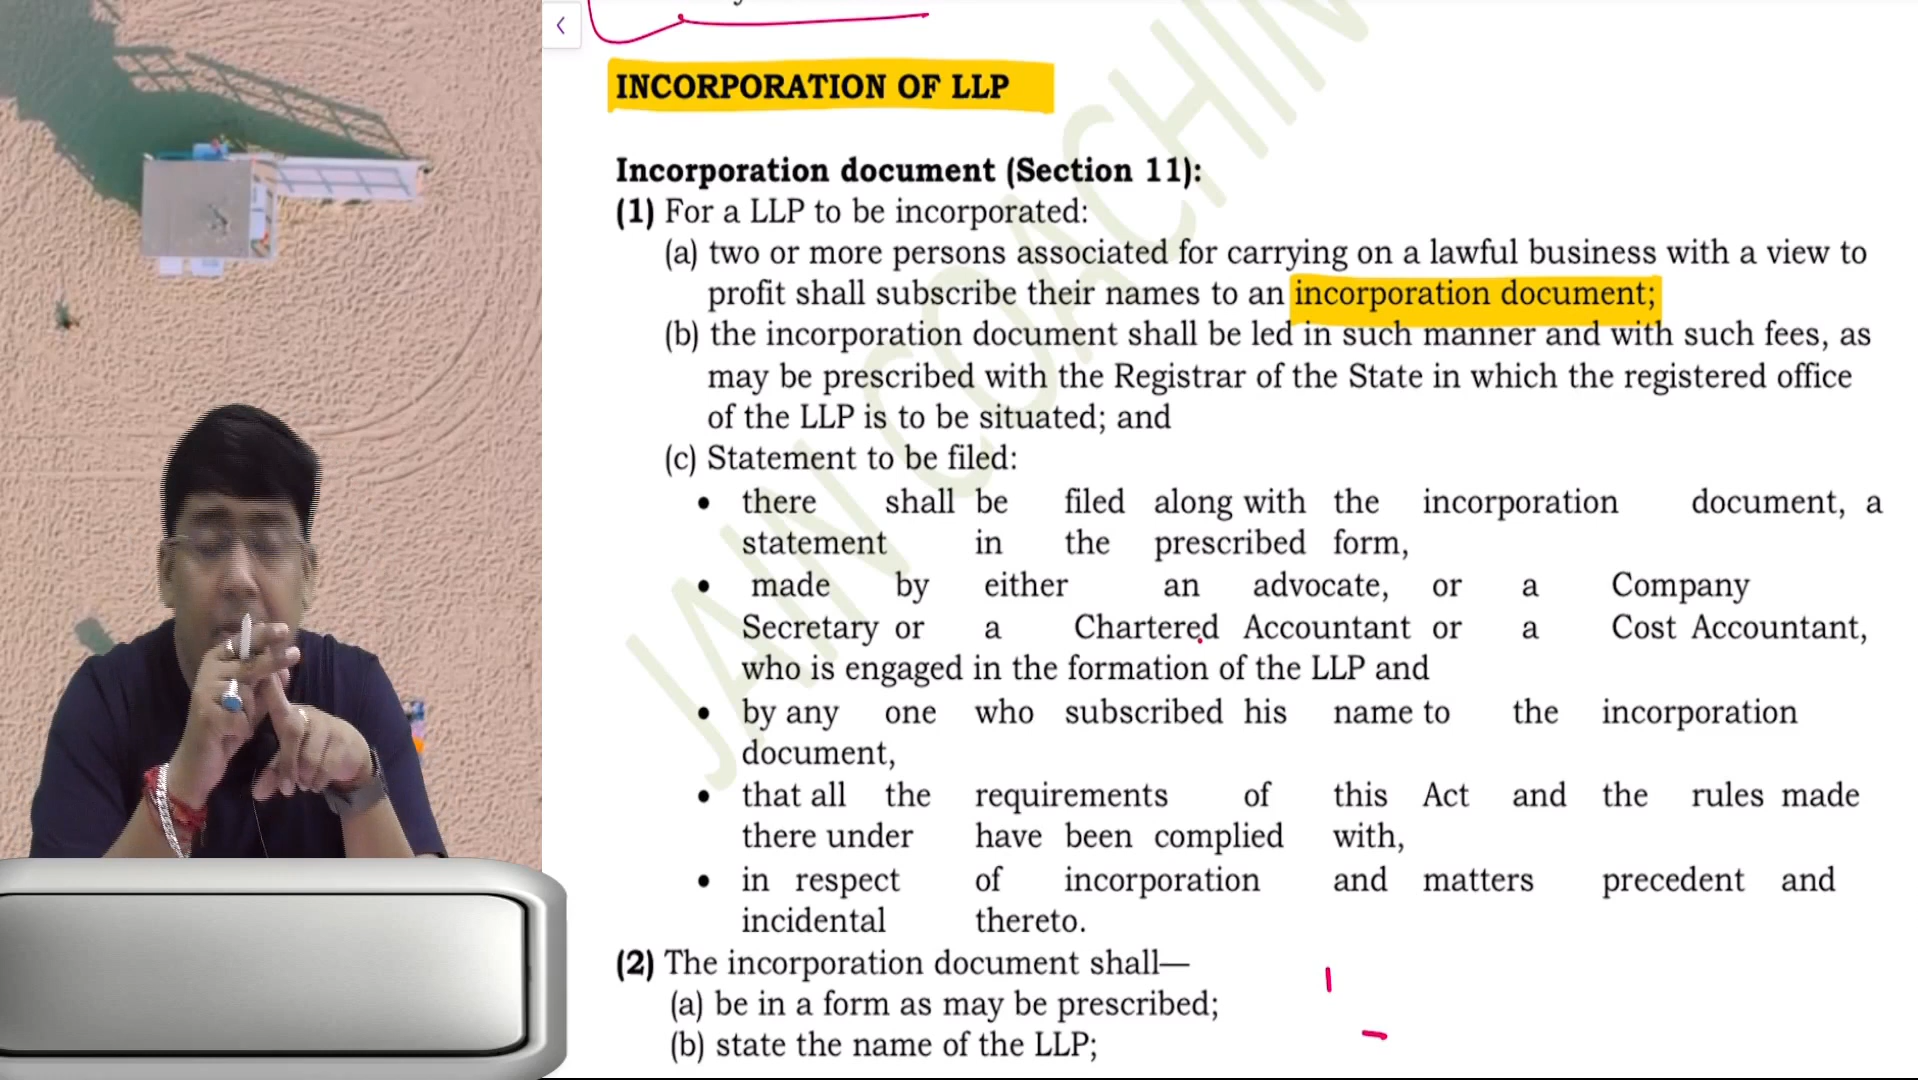 INCORPORATION OF LLP
Incorporation document (Section 11):
(1) For a LLP to be incorporated:
(a) two or more persons associated for carrying on a lawful business with a view to
profit shall subscribe their names to an incorporation document;
(b) the incorporation document shall be led in such manner and with such fees, as
may be prescribed with the Registrar of the State in which the registered office
of the LLP is to be situated; and
(c) Statement to be filed:
• there shall be filed along with the incorporation document, a
statement in the prescribed form,
• made by either an advocate, or a Company
Secretary or a Chartered Accountant or a Cost Accountant,
who is engaged in the formation of the LLP and
• by any one who subscribed his name to the incorporation
document,
• that all the requirements of this Act and the rules made
there under have been complied with,
• in respect of incorporation and matters precedent and
incidental thereto.
(2) The incorporation document shall—
(a) be in a form as may be prescribed;
(b) state the name of the LLP;
JAIN COACHIN